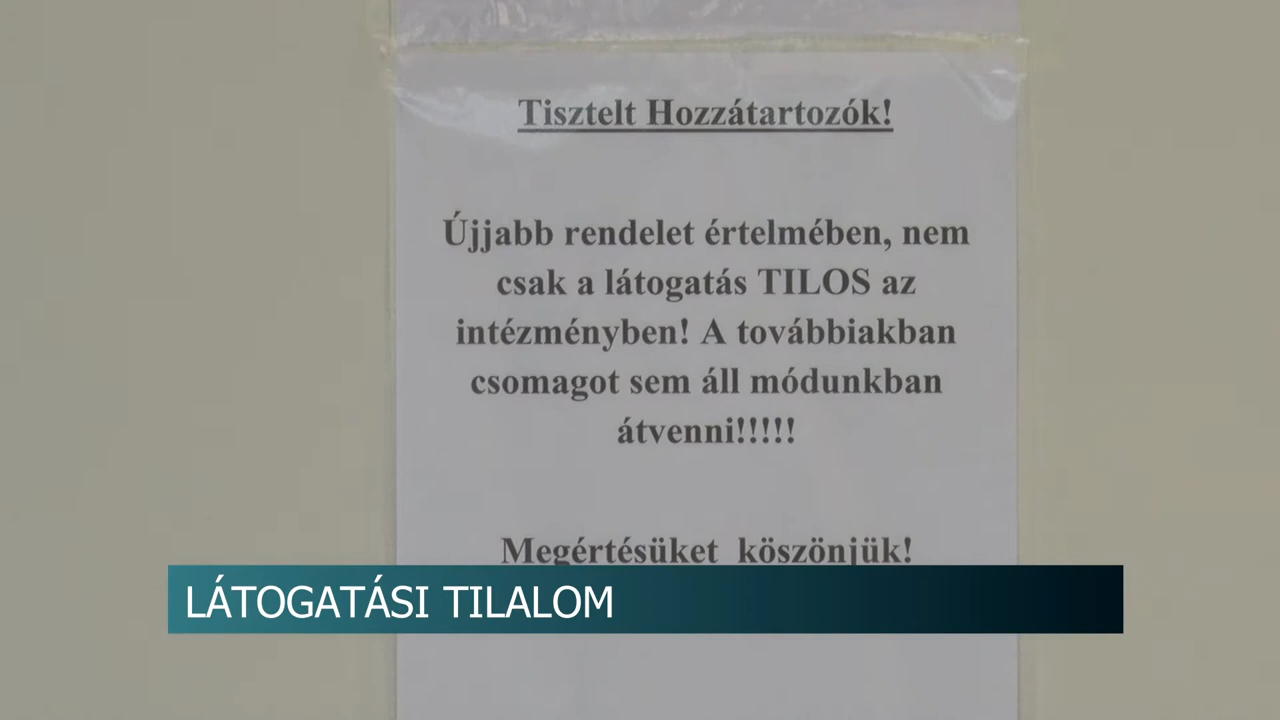 Tisztelt Hozzátartozók!
Újjabb rendelet értelmében, nem
csak a látogatás TILOS az
intézményben! A továbbiakban
csomagot sem áll módunkban
átvenni!!!!!
Megértésüket köszönjük!
LÁTOGATÁSI TILALOM